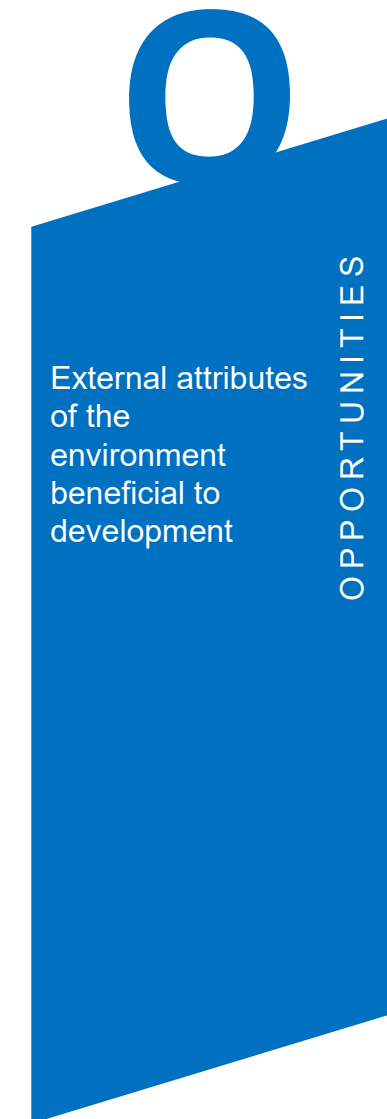 O
OPPORTUNITIES
External attributes
of the
environment
beneficial to
development